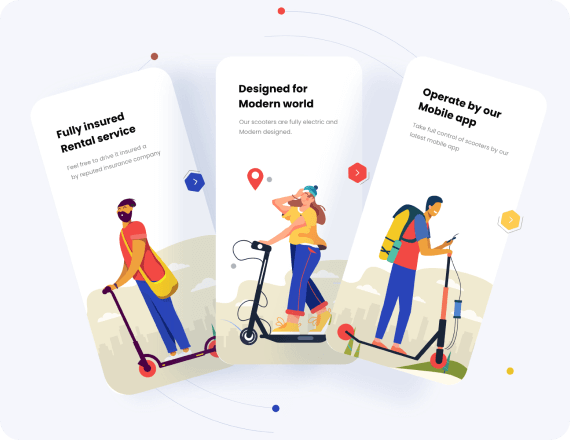 Fully insured
Rental service
Feel free to drive it insured a
by reputed insurance company
Designed for
Modern world
Our scooters are fully electric and
Modern designed.
Operate by our
Mobile app
Take full control of scooters by our
latest mobile app